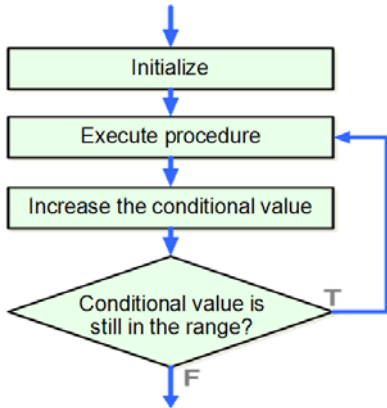 Initialize
Execute procedure
Increase the conditional value
Conditional value is
still in the range?
T
F